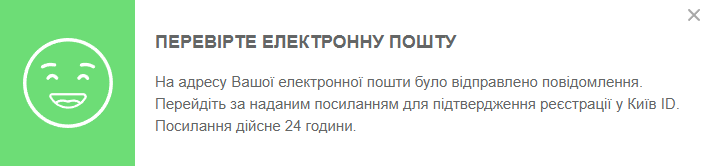 ПЕРЕВІРТЕ ЕЛЕКТРОННУ ПОШТУ
На адресу Вашої електронної пошти було відправлено повідомлення.
Перейдіть за наданим посиланням для підтвердження реєстрації у Київ ID.
Посилання дійсне 24 години.